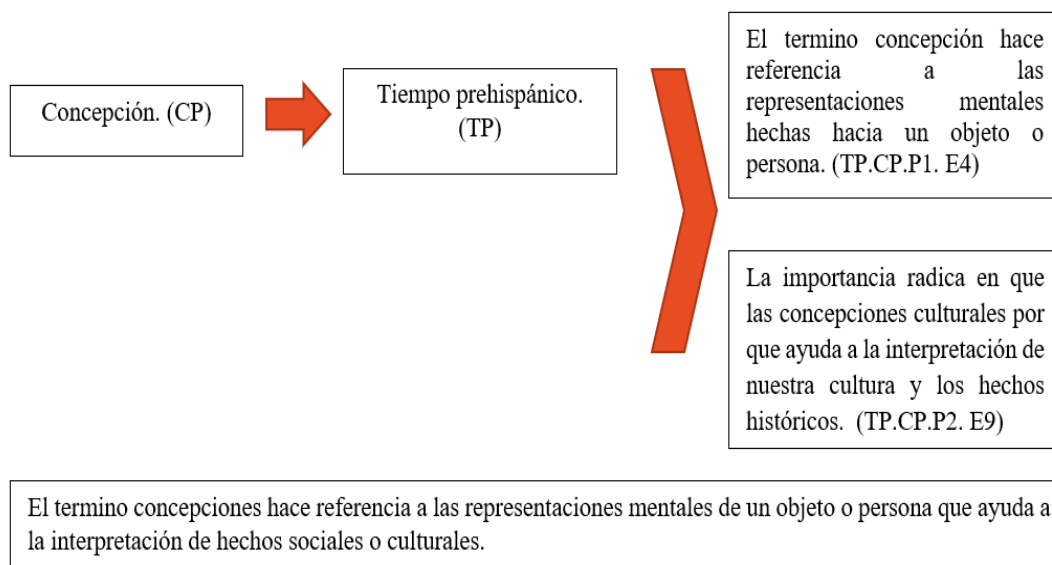 Concepción. (CP)
Tiempo prehispánico.
(TP)
El termino concepción hace
referencia a las
representaciones mentales
hechas hacia un objeto o
persona. (TP.CP.P1. E4)
La importancia radica en que
las concepciones culturales por
que ayuda a la interpretación de
nuestra cultura y los hechos
históricos. (TP.CP.P2. E9)
El termino concepciones hace referencia a las representaciones mentales de un objeto o persona que ayuda a
la interpretación de hechos sociales o culturales.